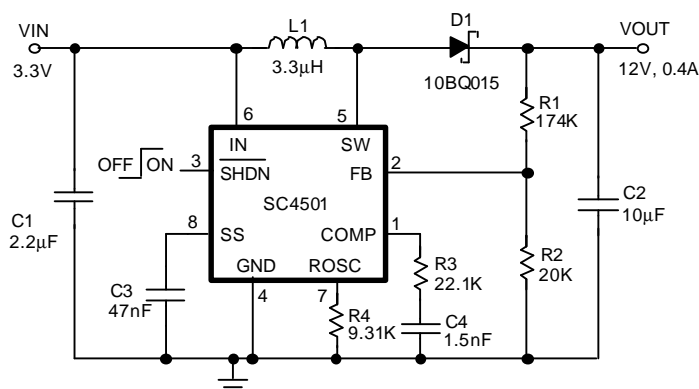 VIN
L1
D1
VOUT
3.3V
3.3μH
10BQ015
12V, 0.4A
6
5
R1
174K
IN
SW
OFF ON
3
SHDN
FB
2
SC4501
C1
2.2μF
8
SS
COMP
1
C2
10μF
R2
20K
R3
22.1K
GND
ROSC
C3
47nF
4
7
R4
9.31K
C4
1.5nF